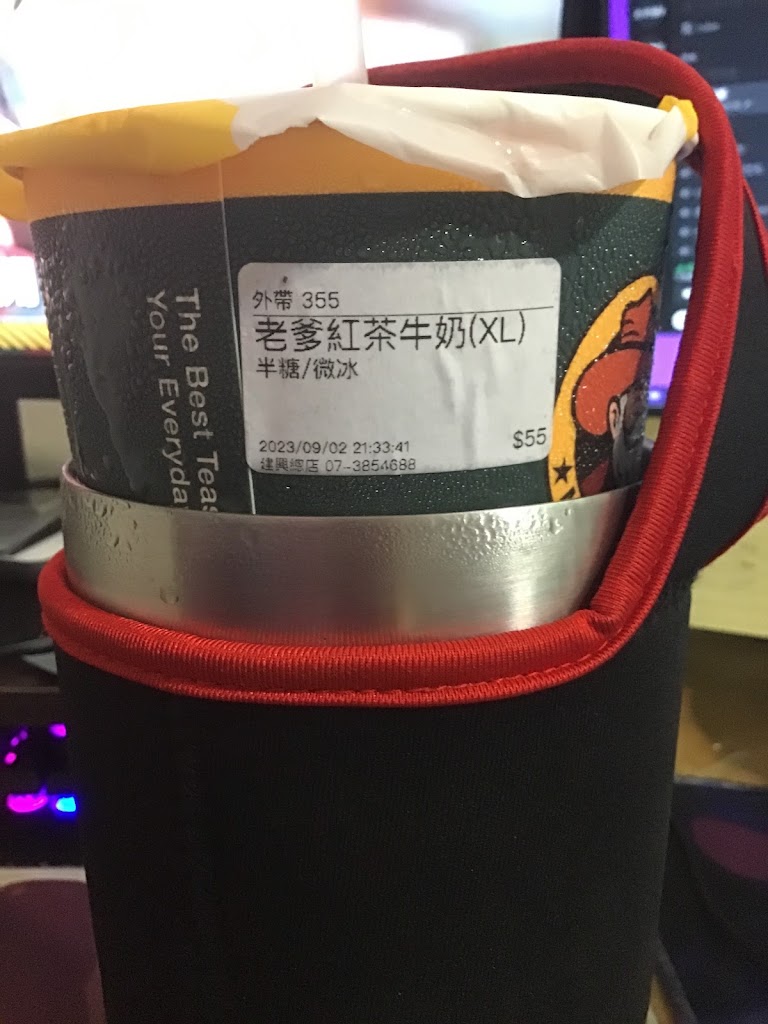 外帶 355
老爹紅茶牛奶(XL)
半糖/微冰
$55
2023/09/02 21:33:41
建興總店 07-3854688
The Best Teas
Your Everyday